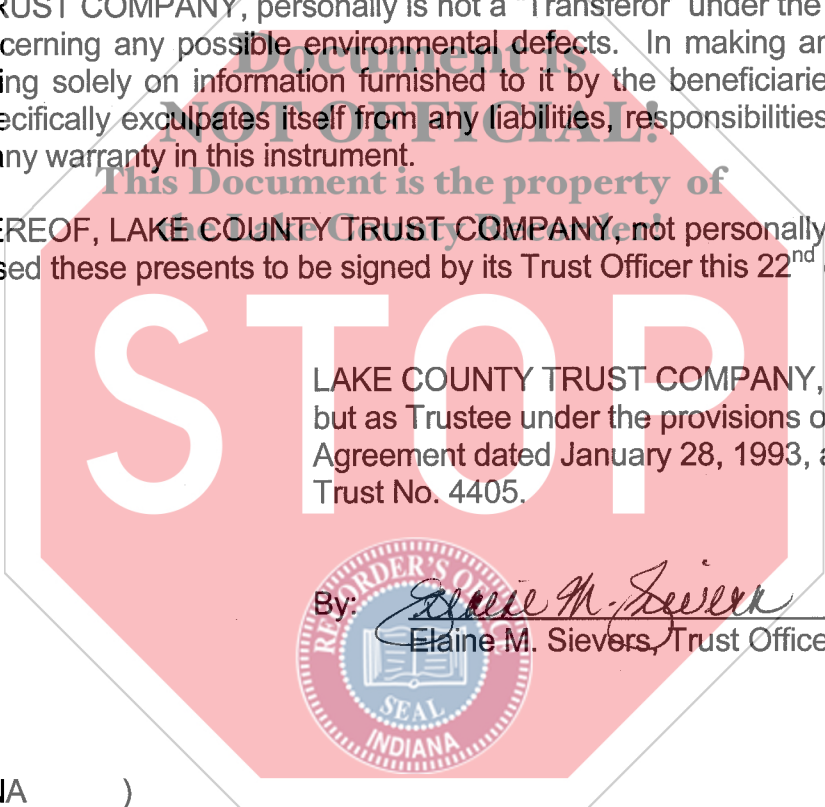 RUST COMPANY, personally is not a "Transferor" under the
cerning any possible environmental defects. In making an
Document is
ing solely on information furnished to it by the beneficiarie
ecifically exculpates itself from any liabilities, responsibilities
NOT OFFICIAL!
any warranty in this instrument.
This Document is the property of
the Lake County Recorder!
EREOF, LAKE COUNTY TRUST COMPANY, not personally
sed these presents to be signed by its Trust Officer this 22nd
STOP
LAKE COUNTY TRUST COMPANY,
but as Trustee under the provisions o
Agreement dated January 28, 1993, a
Trust No. 4405.
By: Elaine M. Sievers
Elaine M. Sievers, Trust Office
RECORDER'S OFFICE
SEAL
INDIANA
NA )